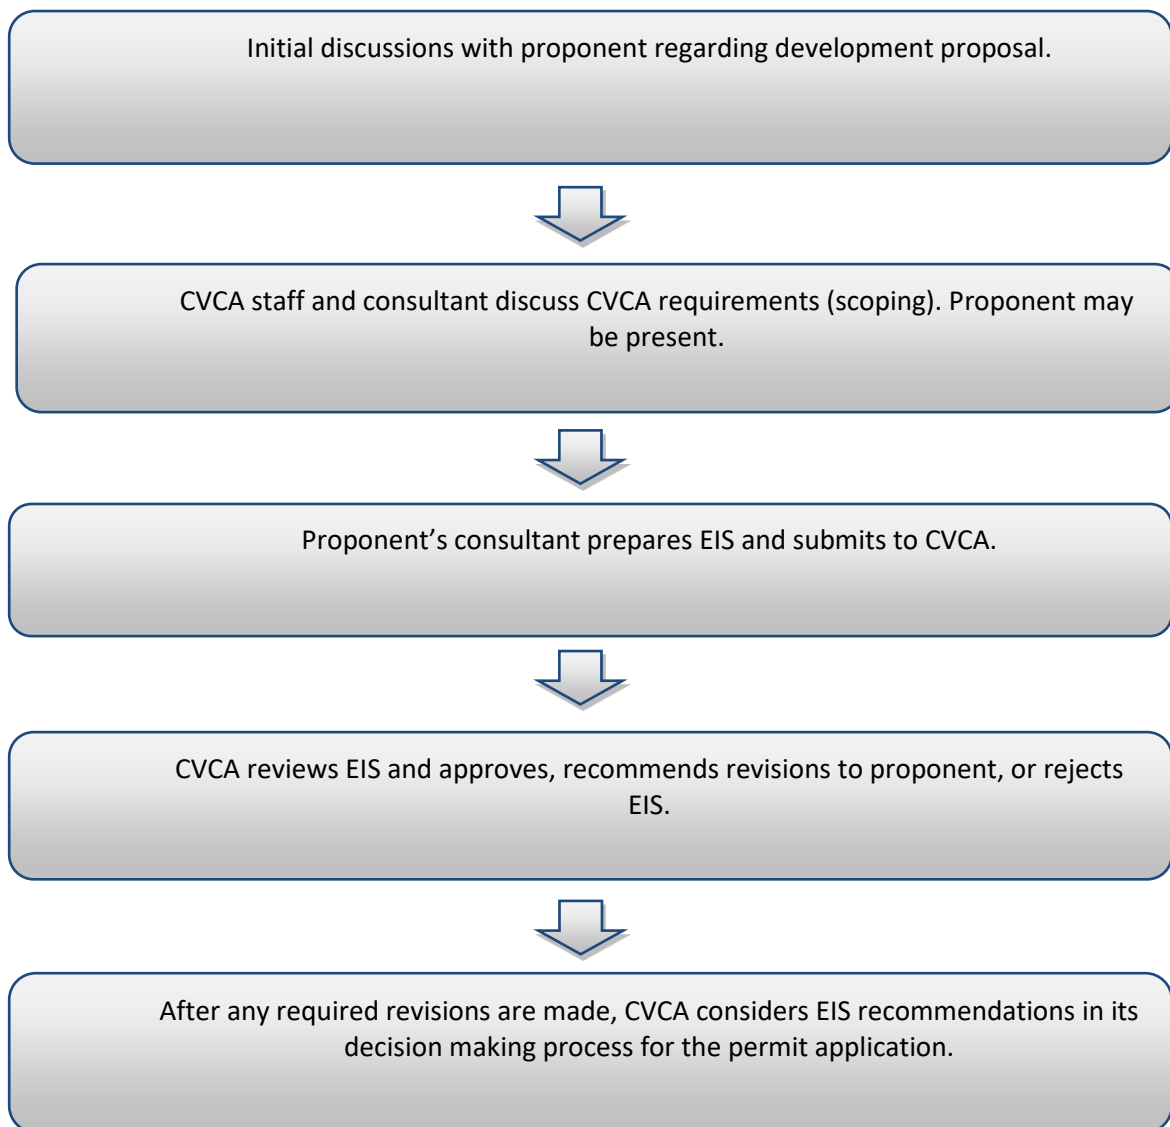 Initial discussions with proponent regarding development proposal.
CVCA staff and consultant discuss CVCA requirements (scoping). Proponent may
be present.
Proponent’s consultant prepares EIS and submits to CVCA.
CVCA reviews EIS and approves, recommends revisions to proponent, or rejects
EIS.
After any required revisions are made, CVCA considers EIS recommendations in its
decision making process for the permit application.